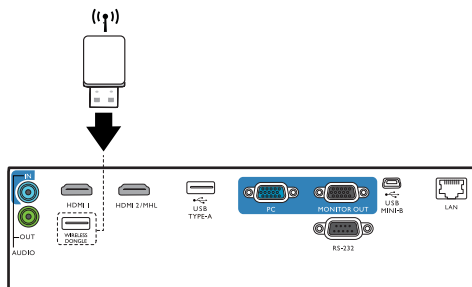 IN
OUT
AUDIO
HDMI 1
WIRELESS
DONGLE
HDMI 2/MHL
USB
TYPE-A
PC
MONITOR OUT
RS-232
USB
MINI-B
LAN